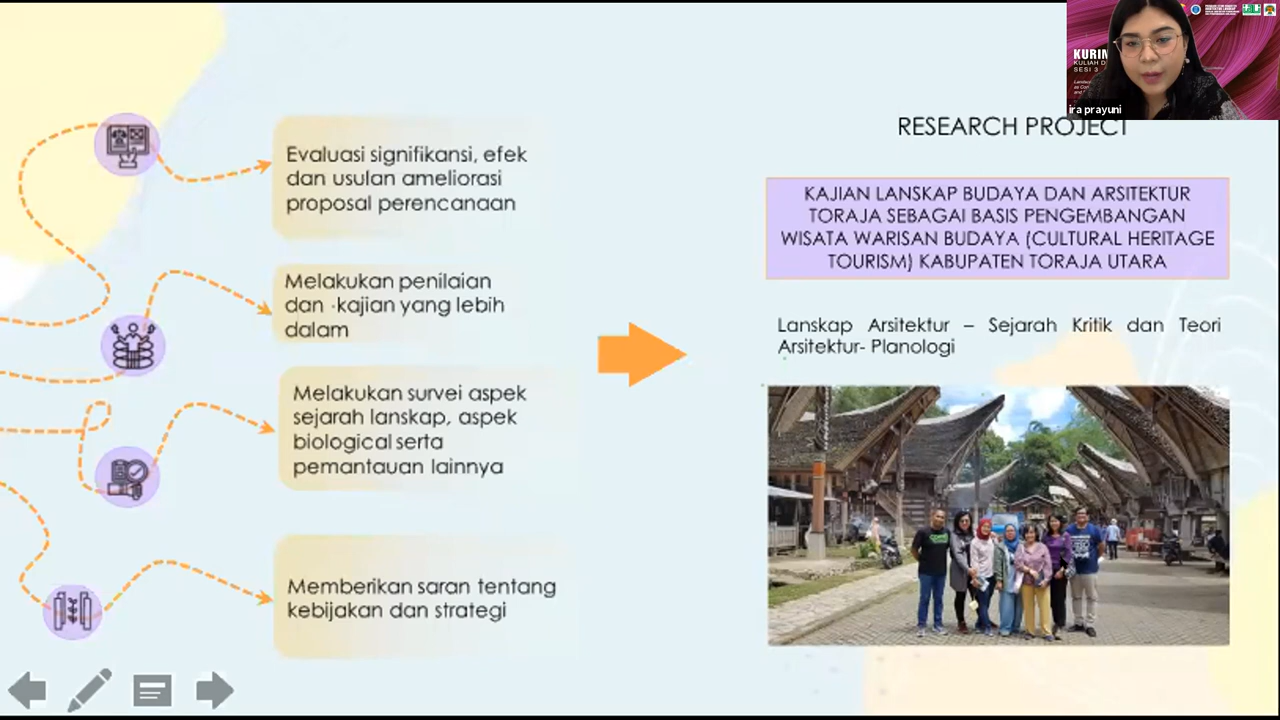 Evaluasi signifikansi, efek
dan usulan ameliorasi
proposal perencanaan
Melakukan penilaian
dan -kajian yang lebih
dalam
Melakukan survei aspek
sejarah lanskap, aspek
biological serta
pemantauan lainnya
Memberikan saran tentang
kebijakan dan strategi
ira prayuni
RESEARCH PROJECT
KAJIAN LANSKAP BUDAYA DAN ARSITEKTUR
TORAJA SEBAGAI BASIS PENGEMBANGAN
WISATA WARISAN BUDAYA (CULTURAL HERITAGE
TOURISM) KABUPATEN TORAJA UTARA
Lanskap Arsitektur – Sejarah Kritik dan Teori
Arsitektur- Planologi